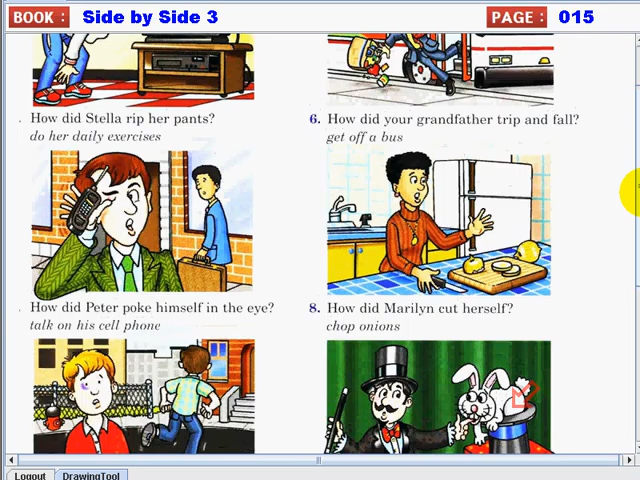 BOOK : Side by Side 3 PAGE : 015
. How did Stella rip her pants?
do her daily exercises
6. How did your grandfather trip and fall?
get off a bus
. How did Peter poke himself in the eye?
talk on his cell phone
8. How did Marilyn cut herself?
chop onions
Logout DrawingTool